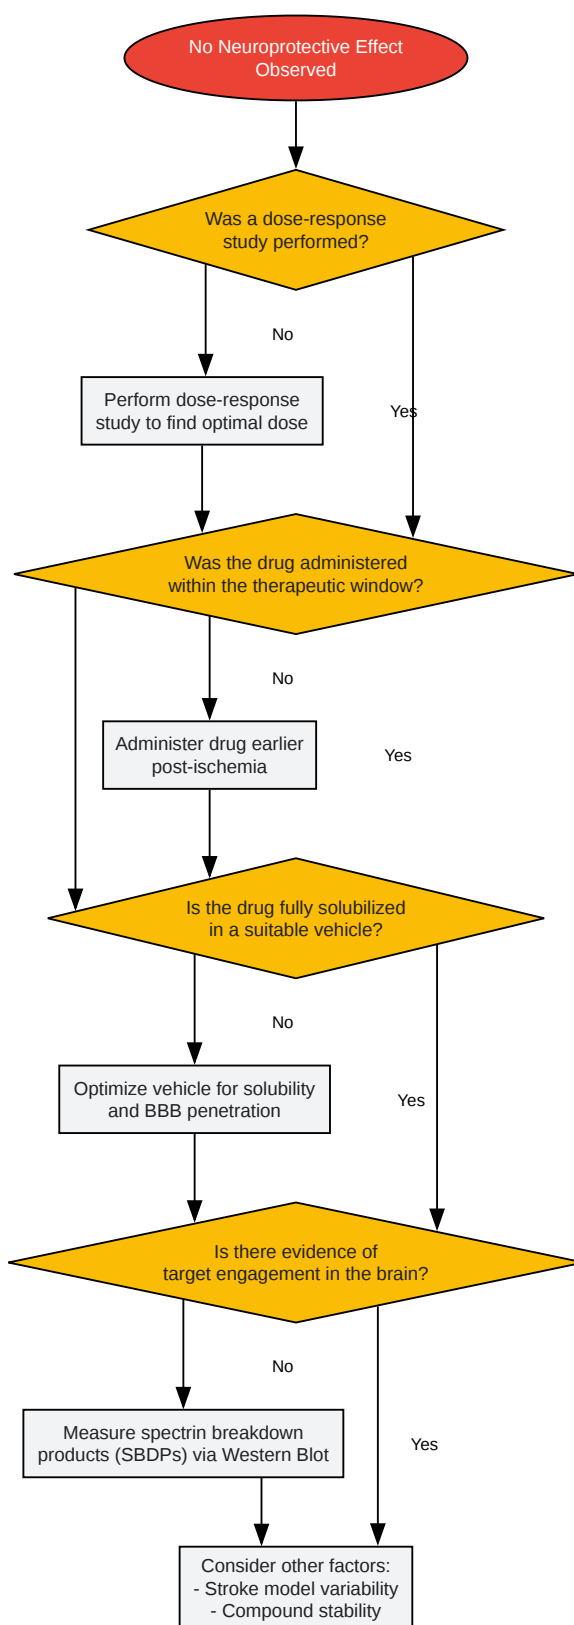 No Neuroprotective Effect
Observed
Was a dose-response
study performed?
No
Perform dose-response
study to find optimal dose
Yes
Was the drug administered
within the therapeutic window?
No
Administer drug earlier
post-ischemia
Yes
Is the drug fully solubilized
in a suitable vehicle?
No
Optimize vehicle for solubility
and BBB penetration
Yes
Is there evidence of
target engagement in the brain?
No
Measure spectrin breakdown
products (SBDPs) via Western Blot
Yes
Consider other factors:
- Stroke model variability
- Compound stability